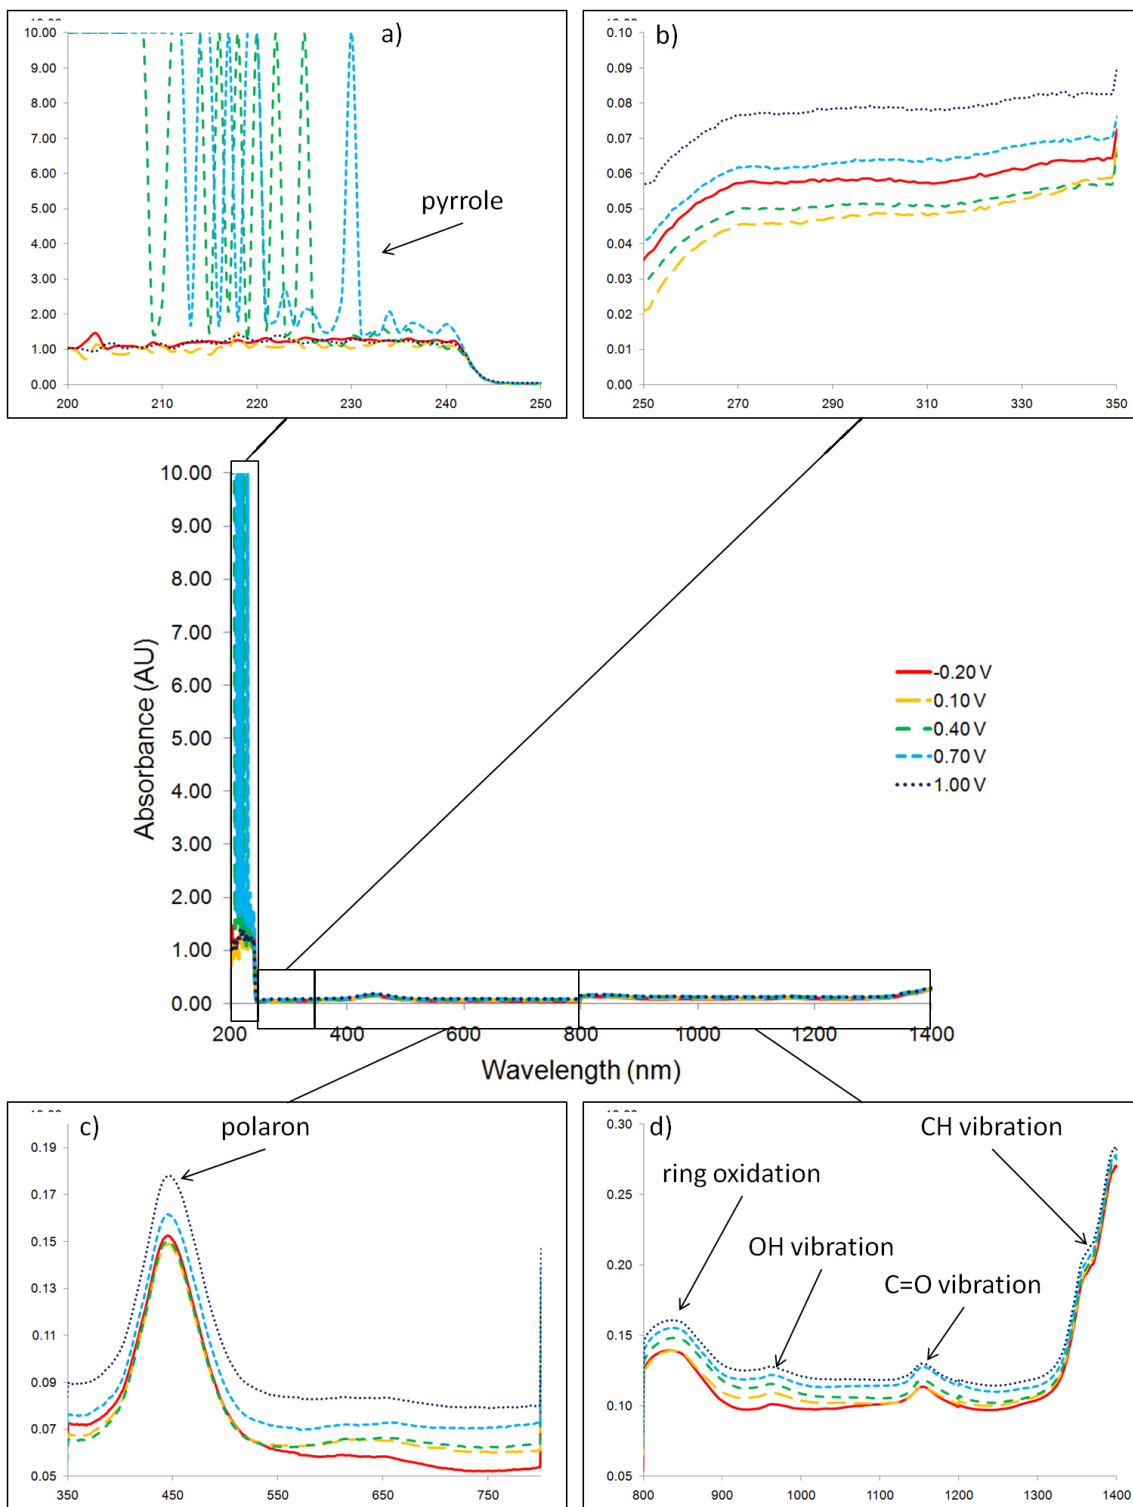 a)
10.00
9.00
8.00
7.00
6.00
5.00
4.00
3.00
2.00
1.00
0.00
200 210 220 230 240 250
pyrrole
b)
0.10
0.09
0.08
0.07
0.06
0.05
0.04
0.03
0.02
0.01
0.00
250 270 290 310 330 350
10.00
9.00
8.00
7.00
6.00
5.00
4.00
3.00
2.00
1.00
0.00
Absorbance (AU)
200 400 600 800 1000 1200 1400
Wavelength (nm)
-0.20 V
0.10 V
0.40 V
0.70 V
1.00 V
c)
polaron
0.19
0.17
0.15
0.13
0.11
0.09
0.07
0.05
350 450 550 650 750
d)
CH vibration
ring oxidation
OH vibration
C=O vibration
0.30
0.25
0.20
0.15
0.10
0.05
800 900 1000 1100 1200 1300 1400